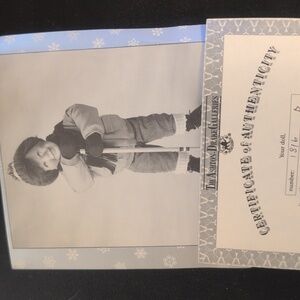 THE ASHTON-DRAKE GALLERIES
CERTIFICATE OF AUTHENTICITY
Your doll,
number: